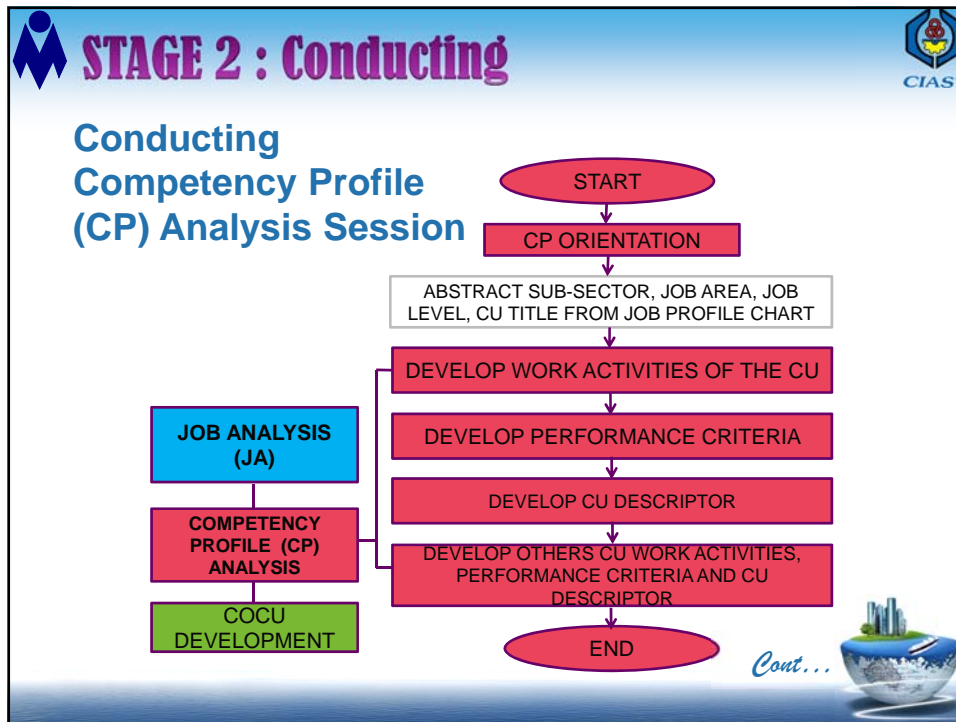 STAGE 2 : Conducting
CIAST
Conducting
Competency Profile
(CP) Analysis Session
START
CP ORIENTATION
ABSTRACT SUB-SECTOR, JOB AREA, JOB
LEVEL, CU TITLE FROM JOB PROFILE CHART
DEVELOP WORK ACTIVITIES OF THE CU
DEVELOP PERFORMANCE CRITERIA
DEVELOP CU DESCRIPTOR
DEVELOP OTHERS CU WORK ACTIVITIES,
PERFORMANCE CRITERIA AND CU
DESCRIPTOR
END
JOB ANALYSIS
(JA)
COMPETENCY
PROFILE (CP)
ANALYSIS
COCU
DEVELOPMENT
Cont...